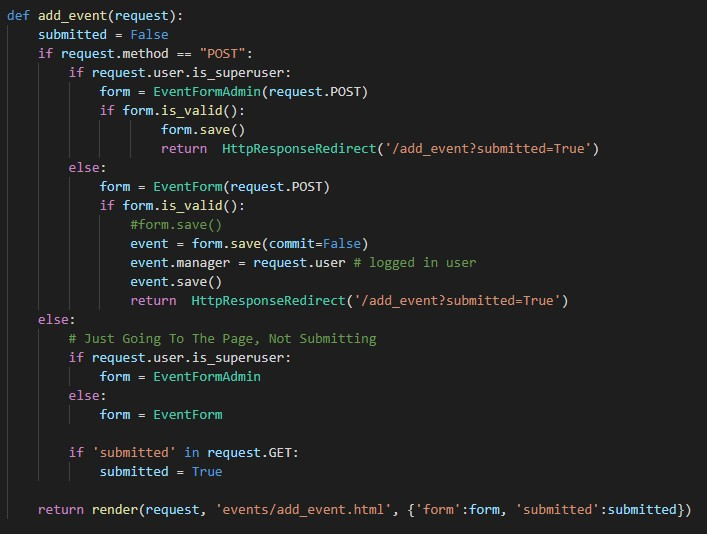 def add_event(request):
    submitted = False
    if request.method == "POST":
        if request.user.is_superuser:
            form = EventFormAdmin(request.POST)
            if form.is_valid():
                    form.save()
                    return  HttpResponseRedirect('/add_event?submitted=True')
        else:
            form = EventForm(request.POST)
            if form.is_valid():
                #form.save()
                event = form.save(commit=False)
                event.manager = request.user # logged in user
                event.save()
                return  HttpResponseRedirect('/add_event?submitted=True')
    else:
        # Just Going To The Page, Not Submitting
        if request.user.is_superuser:
            form = EventFormAdmin
        else:
            form = EventForm

        if 'submitted' in request.GET:
            submitted = True

    return render(request, 'events/add_event.html', {'form':form, 'submitted':submitted})